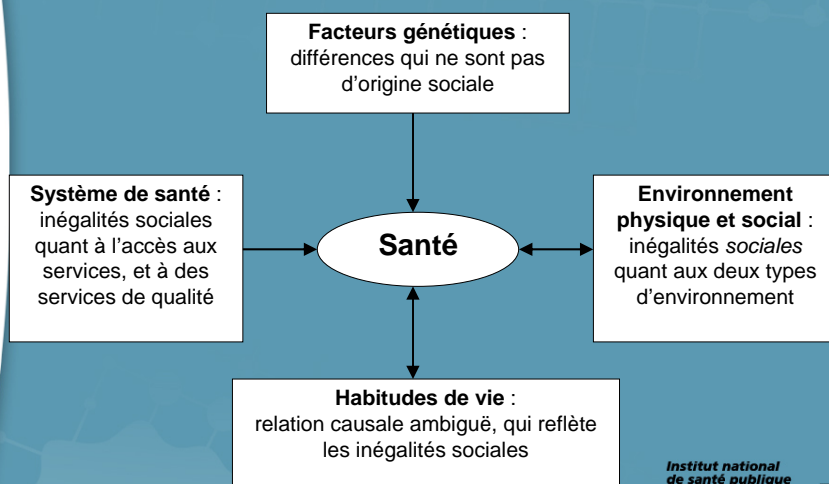 Facteurs génétiques :
différences qui ne sont pas
d'origine sociale
Système de santé :
inégalités sociales
quant à l'accès aux
services, et à des
services de qualité
Santé
Environnement
physique et social :
inégalités sociales
quant aux deux types
d'environnement
Habitudes de vie :
relation causale ambiguë, qui reflète
les inégalités sociales
Institut national
de santé publique